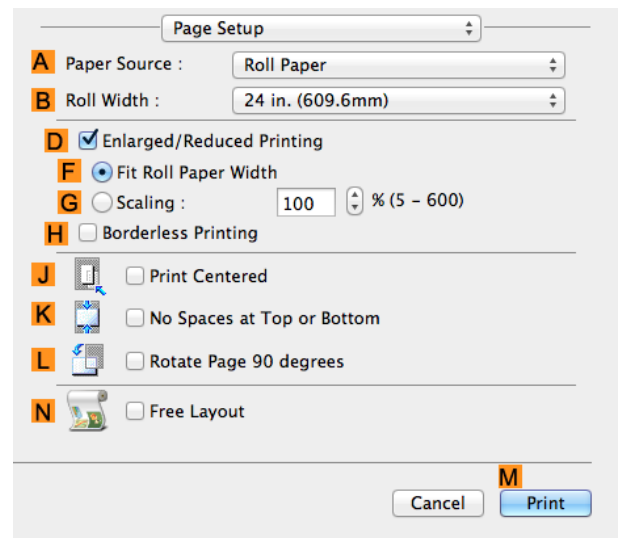 Page Setup
A Paper Source : Roll Paper
B Roll Width : 24 in. (609.6mm)
D Enlarged/Reduced Printing
F Fit Roll Paper Width
G Scaling : 100 % (5 – 600)
H Borderless Printing
J Print Centered
K No Spaces at Top or Bottom
L Rotate Page 90 degrees
N Free Layout
M
Cancel Print